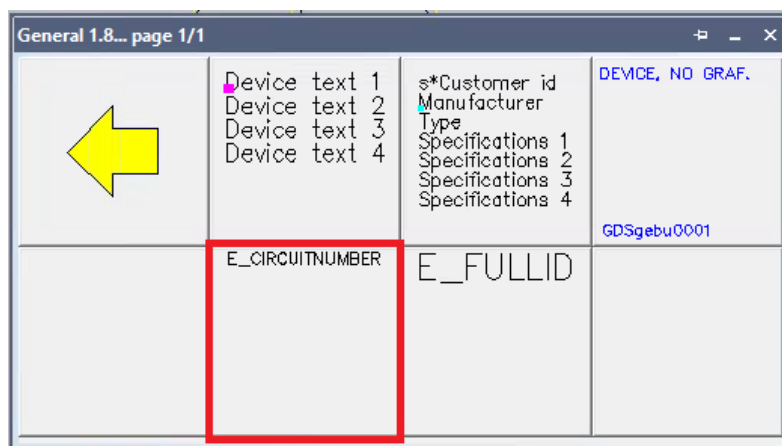 General 1.8... page 1/1
Device text 1
Device text 2
Device text 3
Device text 4
s*Customer id
Manufacturer
Type
Specifications 1
Specifications 2
Specifications 3
Specifications 4
DEVICE, NO GRAF.
GDSgebu0001
E_CIRCUITNUMBER
E_FULLID